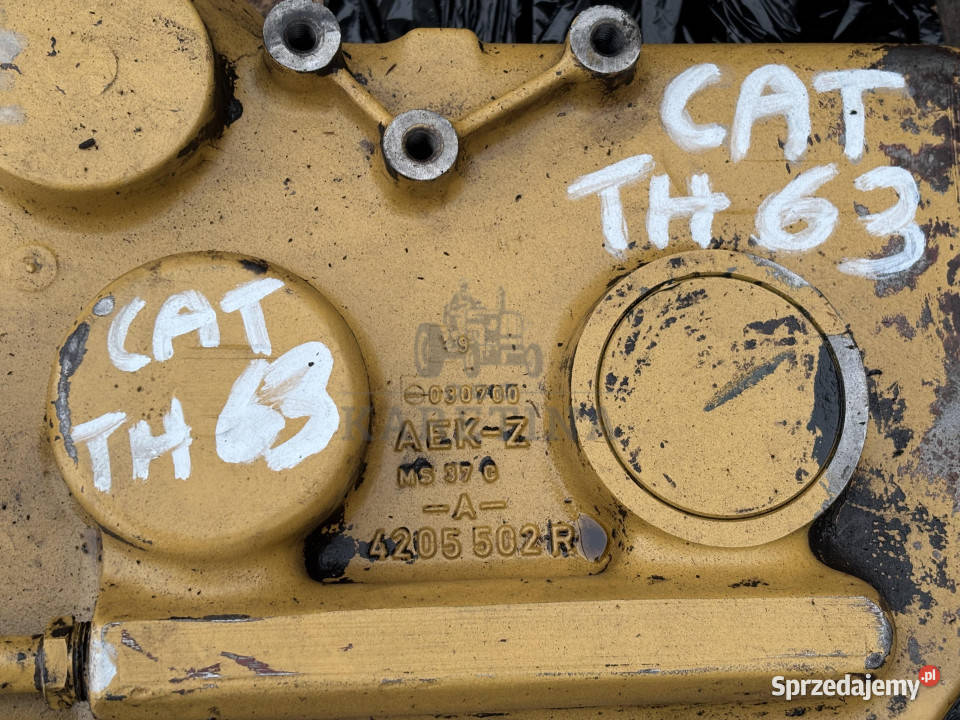 CAT
TH 63
CAT
TH 63
030700
AEK-Z
MS 37 G
-A-
4205 502 R
Sprzedajemy.pl